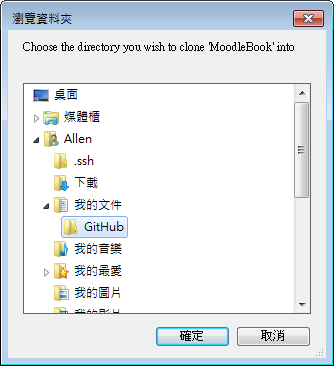 瀏覽資料夾
Choose the directory you wish to clone 'MoodleBook' into
桌面
媒體櫃
Allen
.ssh
下載
我的文件
GitHub
我的音樂
我的最愛
我的圖片
確定
取消